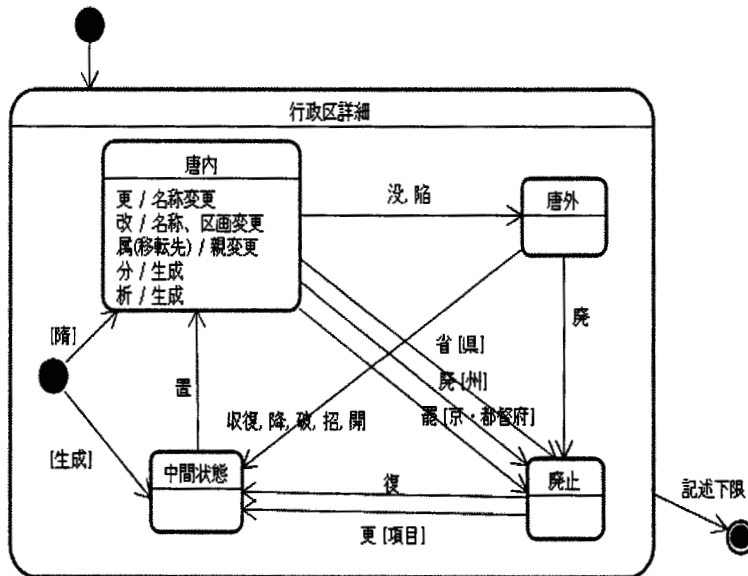 行政区詳細
唐内
更 / 名称変更
改 / 名称、区画変更
属(移転先) / 親変更
分 / 生成
析 / 生成
没, 陥
唐外
廃
[隋]
置
省 [県]
廃 [州]
罷 [京・都督府]
収復, 降, 破, 招, 開
[生成]
中間状態
復
廃止
更 [項目]
記述下限